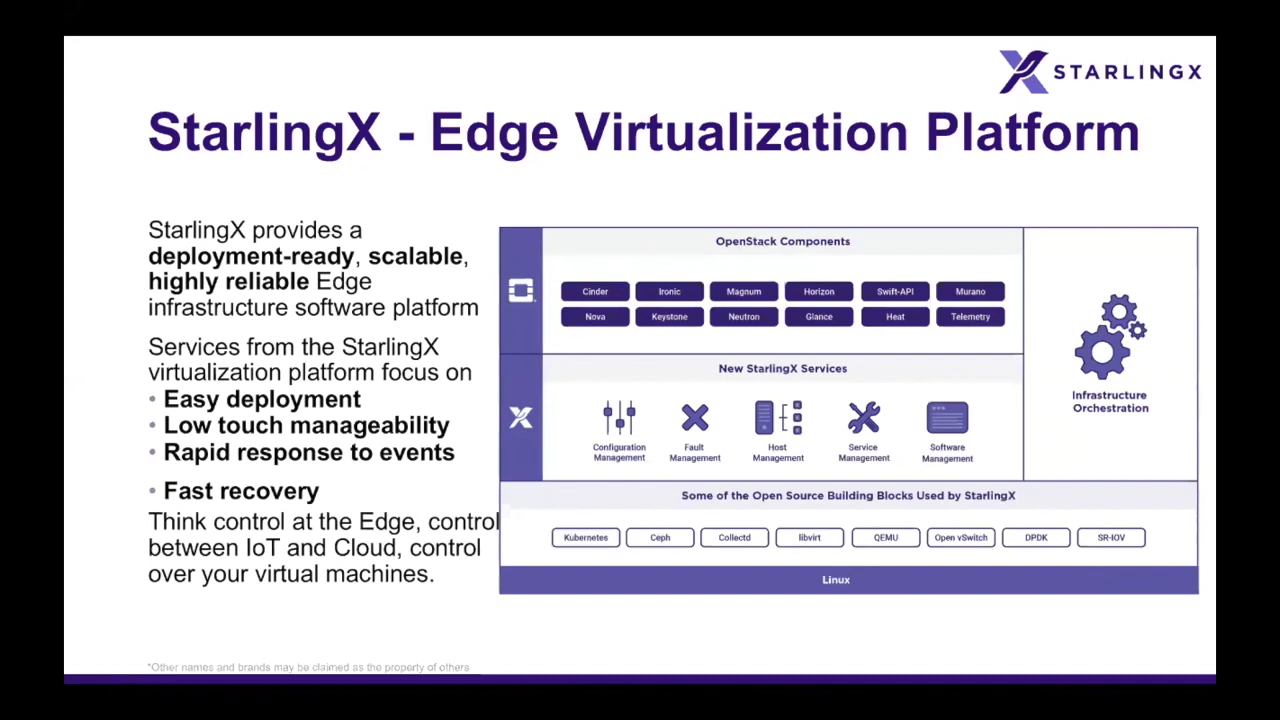 STARLINGX
StarlingX - Edge Virtualization Platform
StarlingX provides a
deployment-ready, scalable,
highly reliable Edge
infrastructure software platform
Services from the StarlingX
virtualization platform focus on
• Easy deployment
• Low touch manageability
• Rapid response to events
• Fast recovery
Think control at the Edge, control
between IoT and Cloud, control
over your virtual machines.
OpenStack Components
Cinder Ironic Magnum Horizon Swift-API Murano
Nova Keystone Neutron Glance Heat Telemetry
New StarlingX Services
Configuration
Management
Fault
Management
Host
Management
Service
Management
Software
Management
Infrastructure
Orchestration
Some of the Open Source Building Blocks Used by StarlingX
Kubernetes Ceph Collectd libvirt QEMU Open vSwitch DPDK SR-IOV
Linux
*Other names and brands may be claimed as the property of others